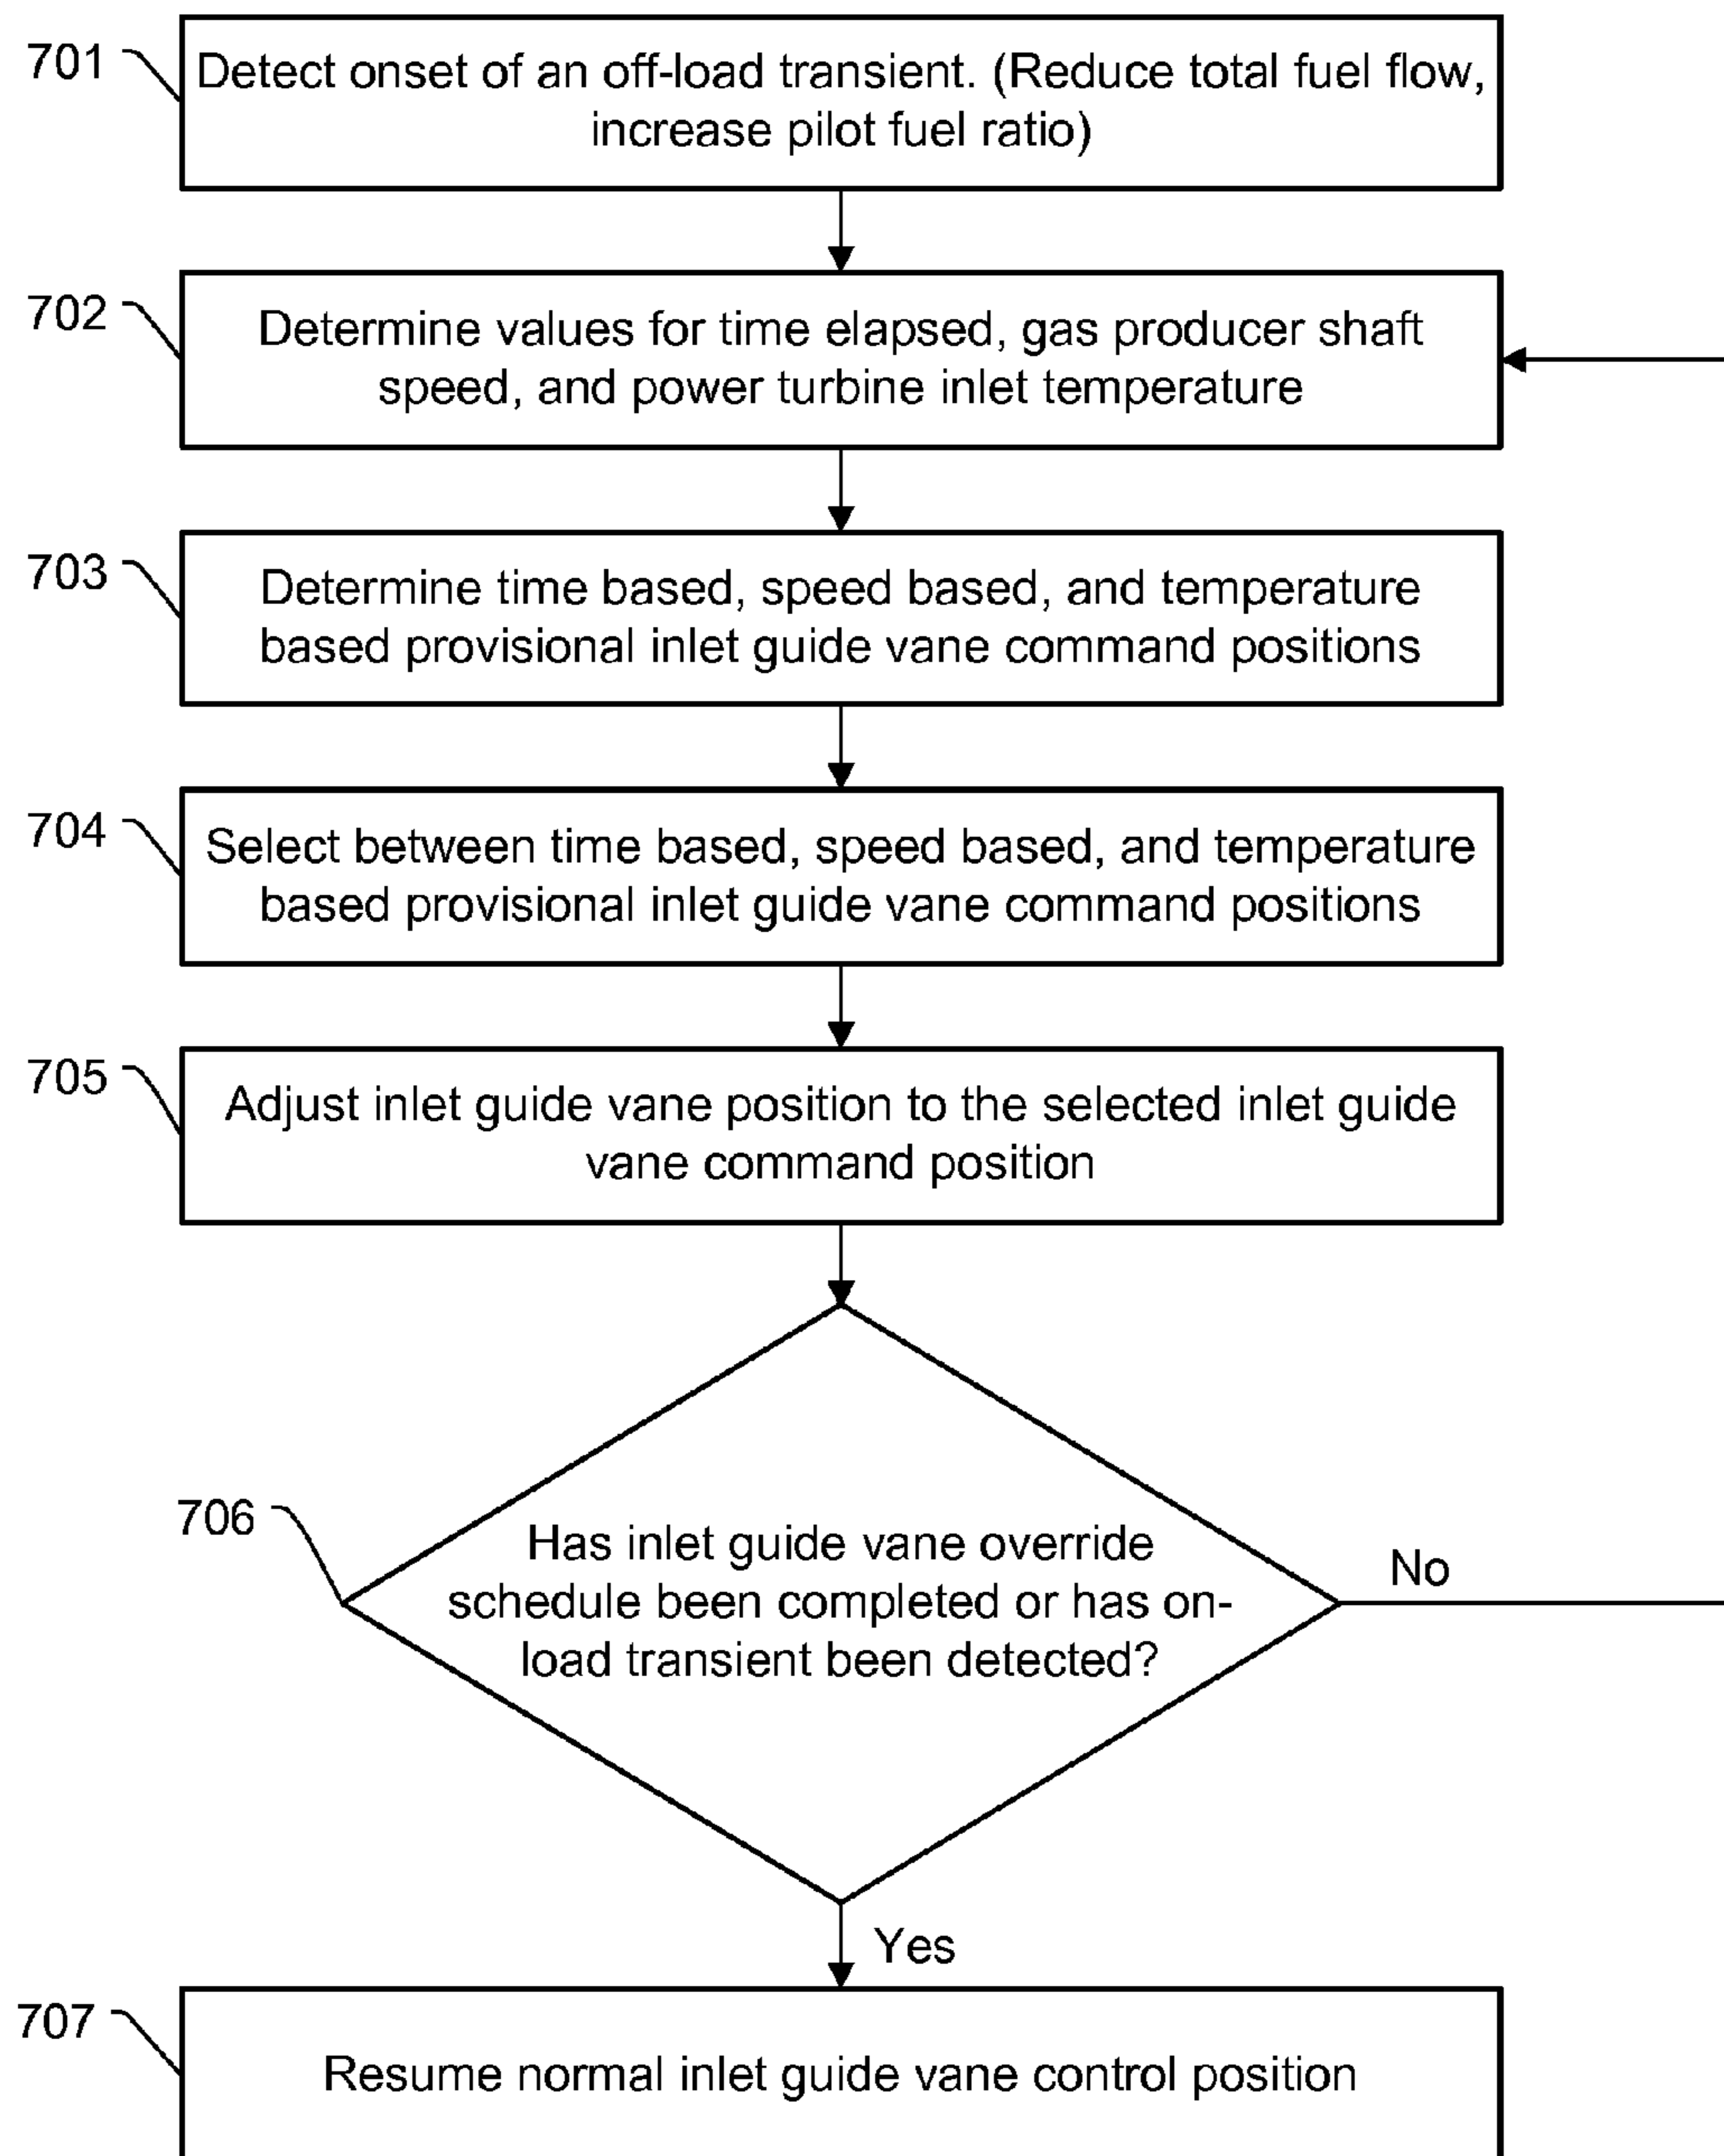 701
Detect onset of an off-load transient. (Reduce total fuel flow,
increase pilot fuel ratio)
702
Determine values for time elapsed, gas producer shaft
speed, and power turbine inlet temperature
703
Determine time based, speed based, and temperature
based provisional inlet guide vane command positions
704
Select between time based, speed based, and temperature
based provisional inlet guide vane command positions
705
Adjust inlet guide vane position to the selected inlet guide
vane command position
706
Has inlet guide vane override
schedule been completed or has on-
load transient been detected?
No
Yes
707
Resume normal inlet guide vane control position